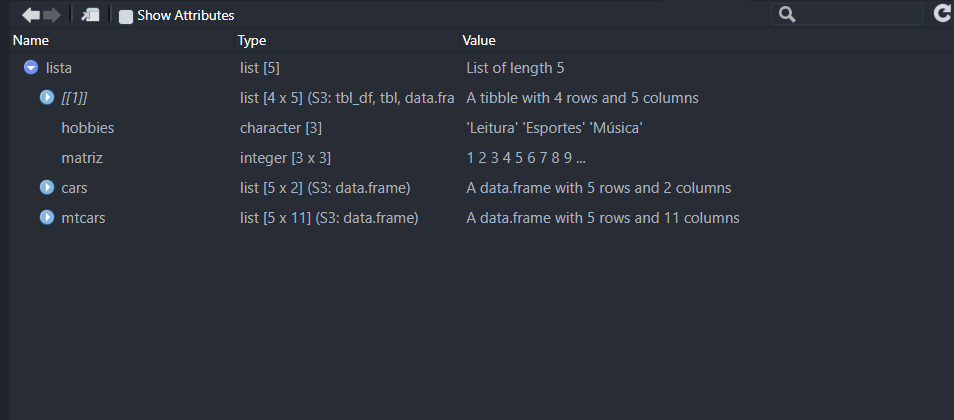 Show Attributes
Name Type Value
lista list [5] List of length 5
[[1]] list [4 x 5] (S3: tbl_df, tbl, data.fra A tibble with 4 rows and 5 columns
hobbies character [3] 'Leitura' 'Esportes' 'Música'
matriz integer [3 x 3] 1 2 3 4 5 6 7 8 9 ...
cars list [5 x 2] (S3: data.frame) A data.frame with 5 rows and 2 columns
mtcars list [5 x 11] (S3: data.frame) A data.frame with 5 rows and 11 columns